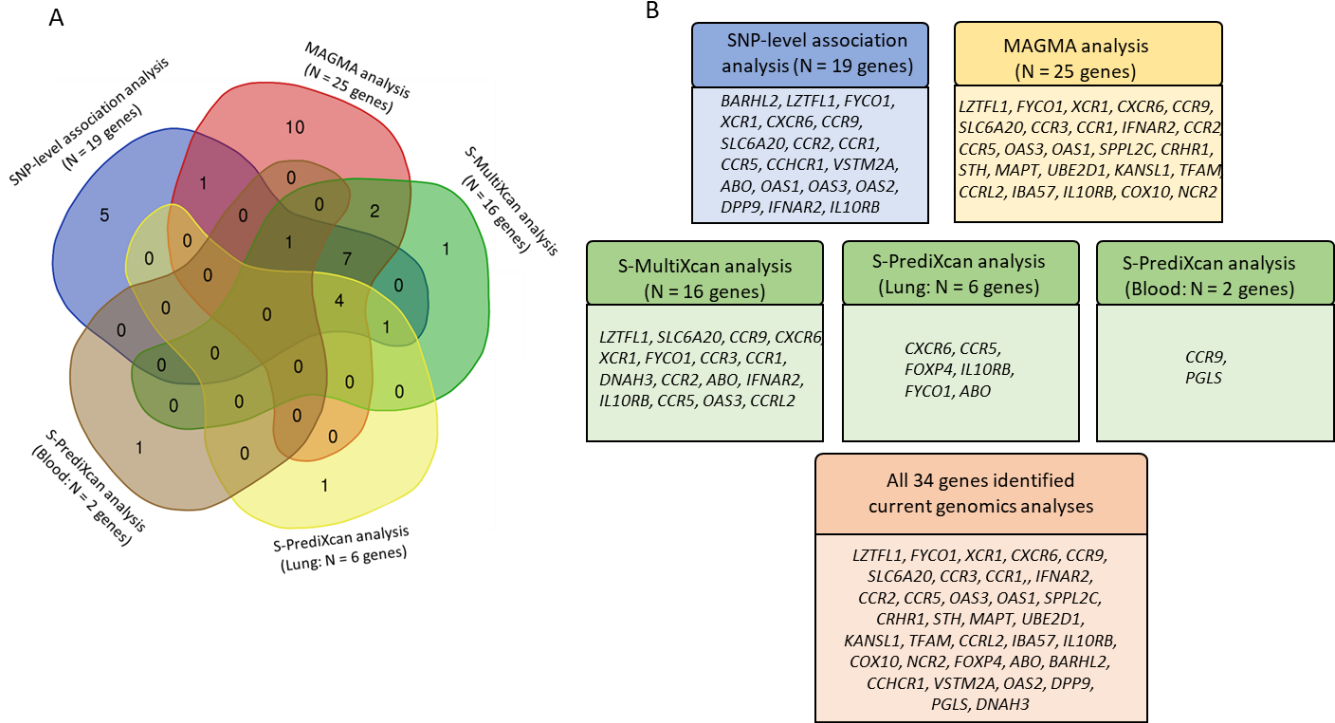 A
SNP-level association analysis
(N = 19 genes)
MAGMA analysis
(N = 25 genes)
S-MultiXcan analysis
(N = 16 genes)
10
1
0
0
2
1
5
0
0
1
7
0
0
0
4
0
0
0
1
0
0
0
0
0
0
0
0
0
0
0
1
0
1
S-PrediXcan analysis
(Blood: N = 2 genes)
S-PrediXcan analysis
(Lung: N = 6 genes)
B
SNP-level association
analysis (N = 19 genes)
BARHL2, LZTFL1, FYCO1,
XCR1, CXCR6, CCR9,
SLC6A20, CCR2, CCR1,
CCR5, CCHCR1, VSTM2A,
ABO, OAS1, OAS3, OAS2,
DPP9, IFNAR2, IL10RB
MAGMA analysis
(N = 25 genes)
LZTFL1, FYCO1, XCR1, CXCR6, CCR9,
SLC6A20, CCR3, CCR1, IFNAR2, CCR2,
CCR5, OAS3, OAS1, SPPL2C, CRHR1,
STH, MAPT, UBE2D1, KANSL1, TFAM,
CCRL2, IBA57, IL10RB, COX10, NCR2
S-MultiXcan analysis
(N = 16 genes)
LZTFL1, SLC6A20, CCR9, CXCR6,
XCR1, FYCO1, CCR3, CCR1,
DNAH3, CCR2, ABO, IFNAR2,
IL10RB, CCR5, OAS3, CCRL2
S-PrediXcan analysis
(Lung: N = 6 genes)
CXCR6, CCR5,
FOXP4, IL10RB,
FYCO1, ABO
S-PrediXcan analysis
(Blood: N = 2 genes)
CCR9,
PGLS
All 34 genes identified
current genomics analyses
LZTFL1, FYCO1, XCR1, CXCR6, CCR9,
SLC6A20, CCR3, CCR1,, IFNAR2,
CCR2, CCR5, OAS3, OAS1, SPPL2C,
CRHR1, STH, MAPT, UBE2D1,
KANSL1, TFAM, CCRL2, IBA57, IL10RB,
COX10, NCR2, FOXP4, ABO, BARHL2,
CCHCR1, VSTM2A, OAS2, DPP9,
PGLS, DNAH3